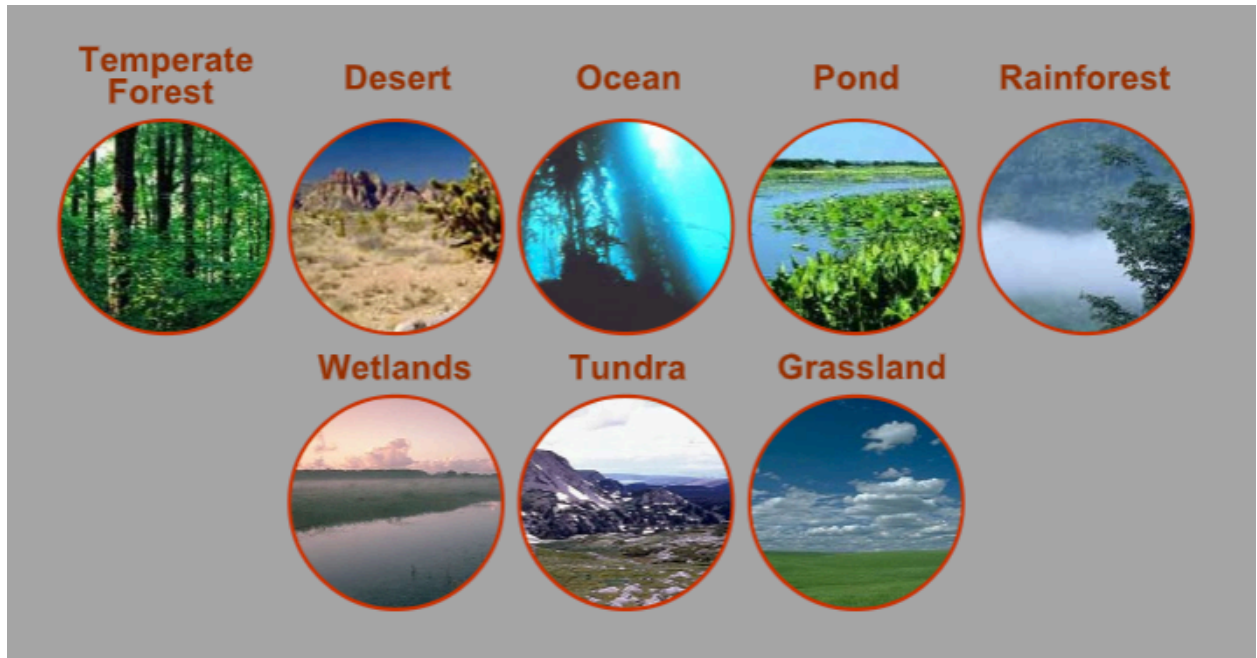 Temperate
Forest
Desert
Ocean
Pond
Rainforest
Wetlands
Tundra
Grassland